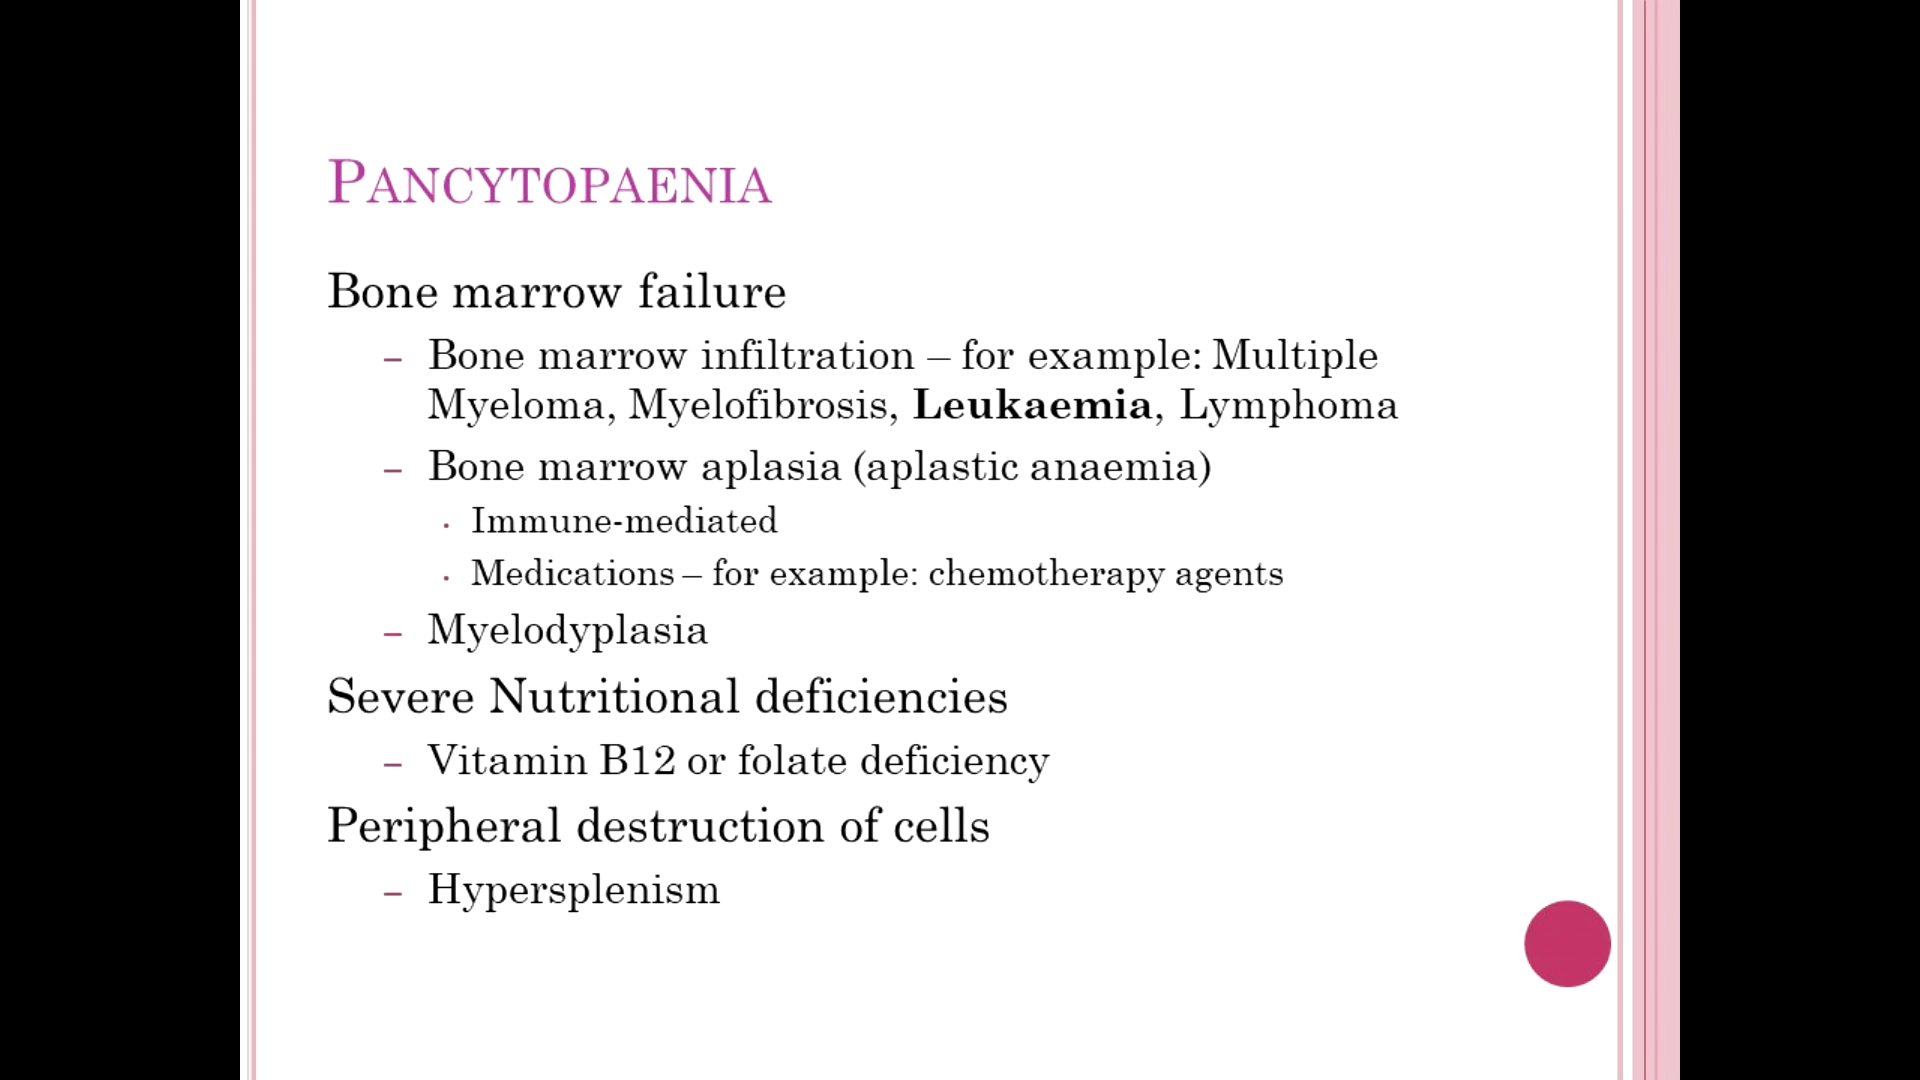 PANCYTOPAENIA
Bone marrow failure
– Bone marrow infiltration – for example: Multiple
Myeloma, Myelofibrosis, Leukaemia, Lymphoma
– Bone marrow aplasia (aplastic anaemia)
· Immune-mediated
· Medications – for example: chemotherapy agents
– Myelodyplasia
Severe Nutritional deficiencies
– Vitamin B12 or folate deficiency
Peripheral destruction of cells
– Hypersplenism